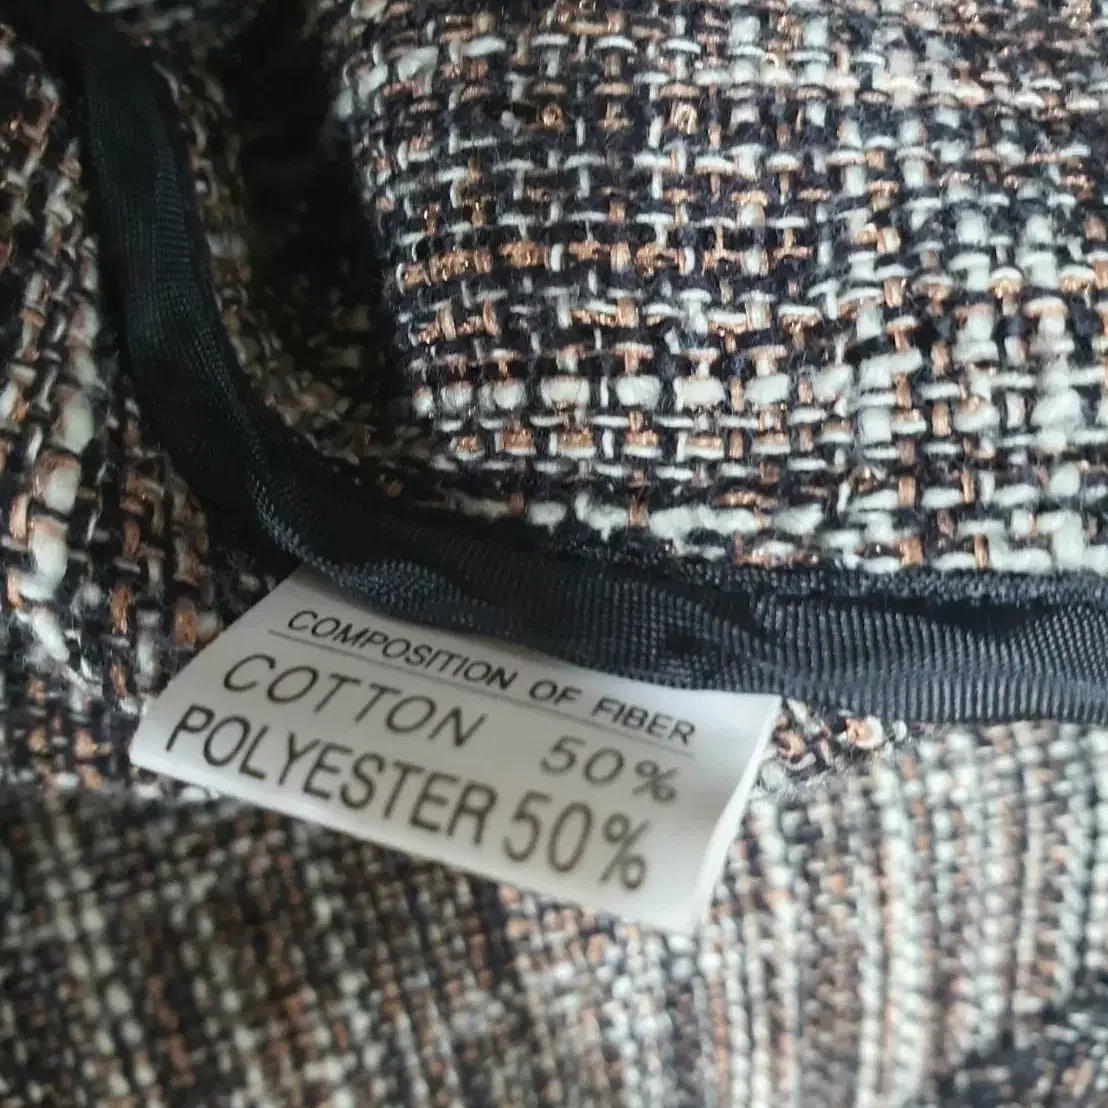 COMPOSITION OF FIBER
COTTON 50%
POLYESTER 50%